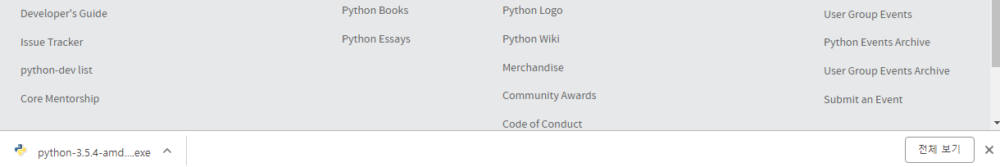 Developer's Guide
Issue Tracker
python-dev list
Core Mentorship
Python Books
Python Essays
Python Logo
Python Wiki
Merchandise
Community Awards
Code of Conduct
User Group Events
Python Events Archive
User Group Events Archive
Submit an Event
python-3.5.4-amd....exe
전체 보기